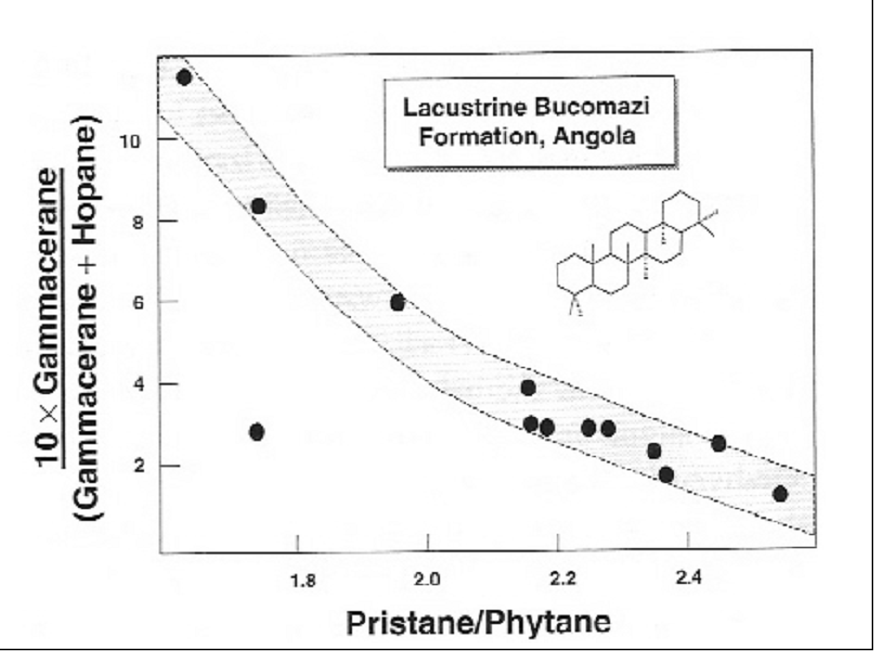 Lacustrine Bucomazi
Formation, Angola
10 × Gammacerane
(Gammacerane + Hopane)
10
8
6
4
2
1.8 2.0 2.2 2.4
Pristane/Phytane